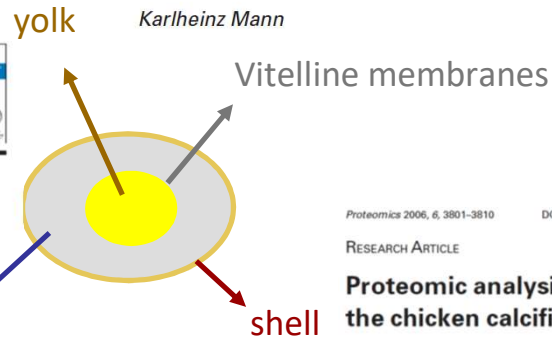 yolk
Karlheinz Mann
Vitelline membranes
Proteomics 2006, 6, 3801–3810
RESEARCH ARTICLE
Proteomic analysi
the chicken calcifi
shell